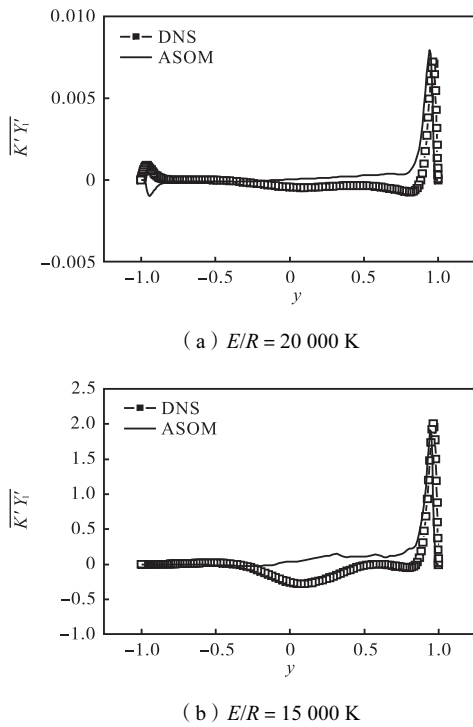 0.010
DNS
ASOM
0.005
K′Y₁′
0
−0.005
−1.0 −0.5 0 0.5 1.0
y
（a）E/R = 20 000 K
2.5
DNS
2.0
ASOM
1.5
1.0
K′Y₁′
0.5
0
−0.5
−1.0
−1.0 −0.5 0 0.5 1.0
y
（b）E/R = 15 000 K